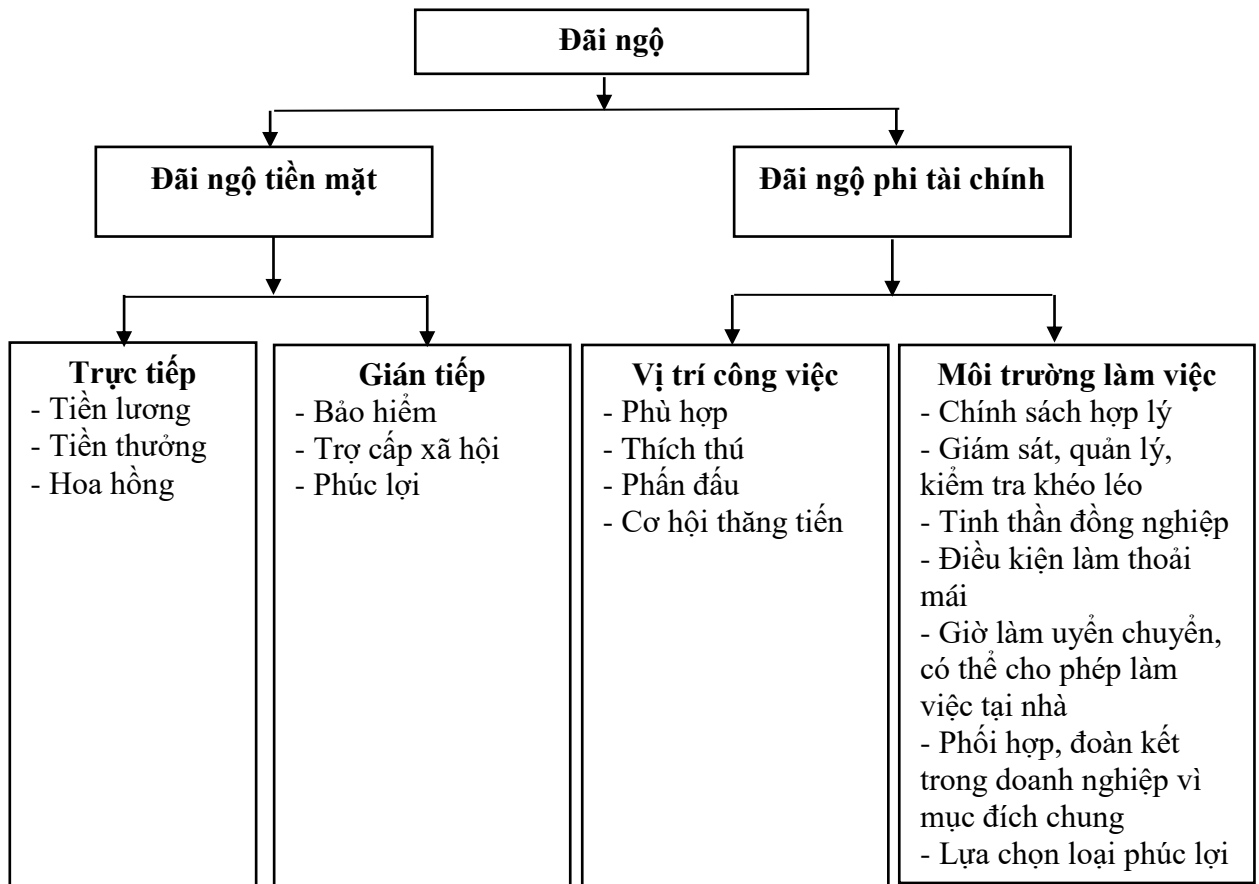 Đãi ngộ
Đãi ngộ tiền mặt
Đãi ngộ phi tài chính
Trực tiếp
- Tiền lương
- Tiền thưởng
- Hoa hồng
Gián tiếp
- Bảo hiểm
- Trợ cấp xã hội
- Phúc lợi
Vị trí công việc
- Phù hợp
- Thích thú
- Phấn đấu
- Cơ hội thăng tiến
Môi trường làm việc
- Chính sách hợp lý
- Giám sát, quản lý,
kiểm tra khéo léo
- Tinh thần đồng nghiệp
- Điều kiện làm thoải
mái
- Giờ làm uyển chuyển,
có thể cho phép làm
việc tại nhà
- Phối hợp, đoàn kết
trong doanh nghiệp vì
mục đích chung
- Lựa chọn loại phúc lợi